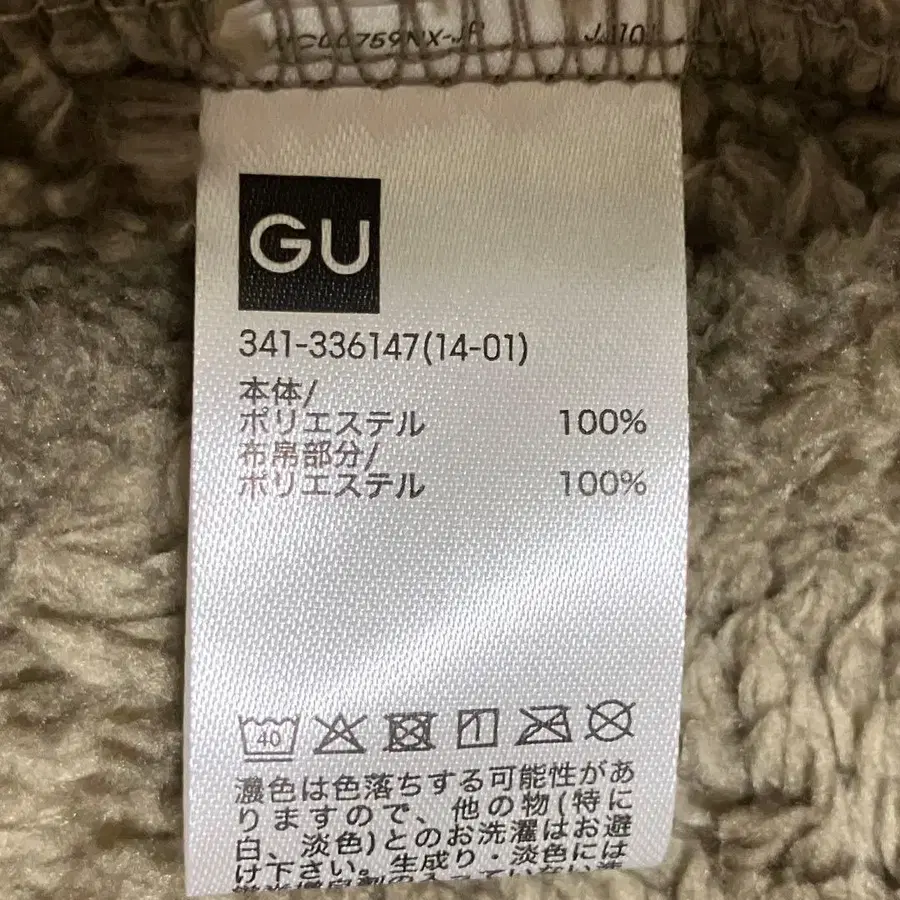 GU
341-336147(14-01)
本体/
ポリエステル 100%
布帛部分/
ポリエステル 100%
40
濃色は色落ちする可能性があ
りますので、他の物(特に
白、淡色)とのお洗濯はお避
け下さい。生成り・淡色には